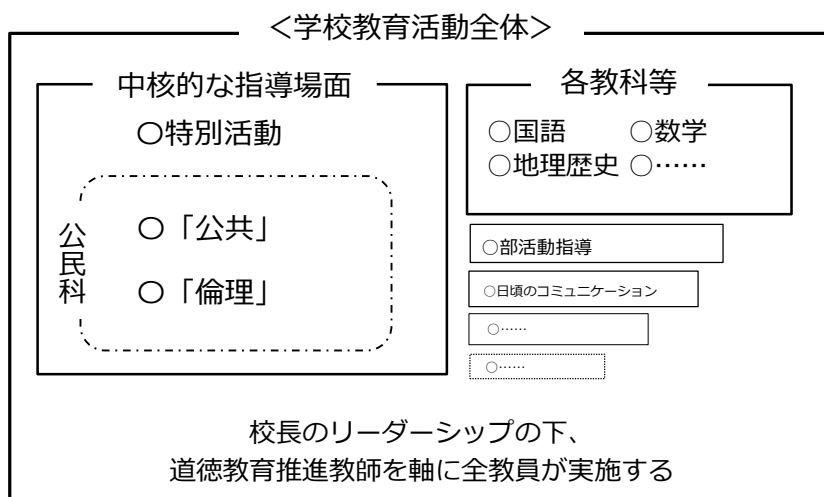 ＜学校教育活動全体＞
中核的な指導場面
○特別活動
公民科
○「公共」
○「倫理」
各教科等
○国語 ○数学
○地理歴史 ○……
○部活動指導
○日頃のコミュニケーション
○……
○……
校長のリーダーシップの下、
道徳教育推進教師を軸に全教員が実施する